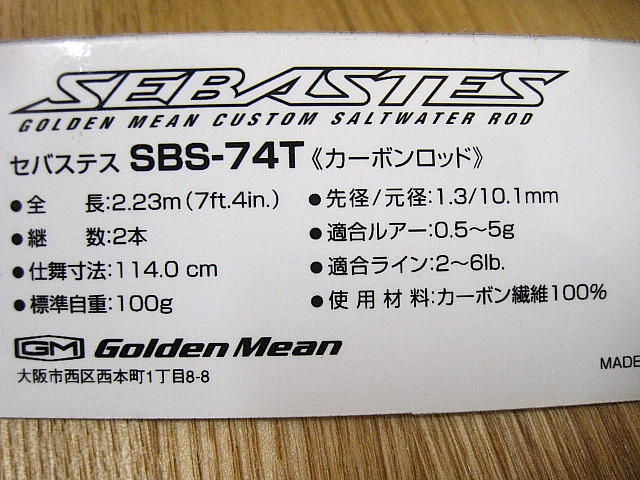 SEBASTES
GOLDEN MEAN CUSTOM SALTWATER ROD
セバステス SBS-74T《カーボンロッド》
●全 長:2.23m(7ft.4in.)
●継 数:2本
●仕舞寸法:114.0 cm
●標準自重:100g
●先径/元径:1.3/10.1mm
●適合ルアー:0.5～5g
●適合ライン:2～6lb.
●使用材料:カーボン繊維100%
GM Golden Mean
大阪市西区西本町1丁目8-8
MADE